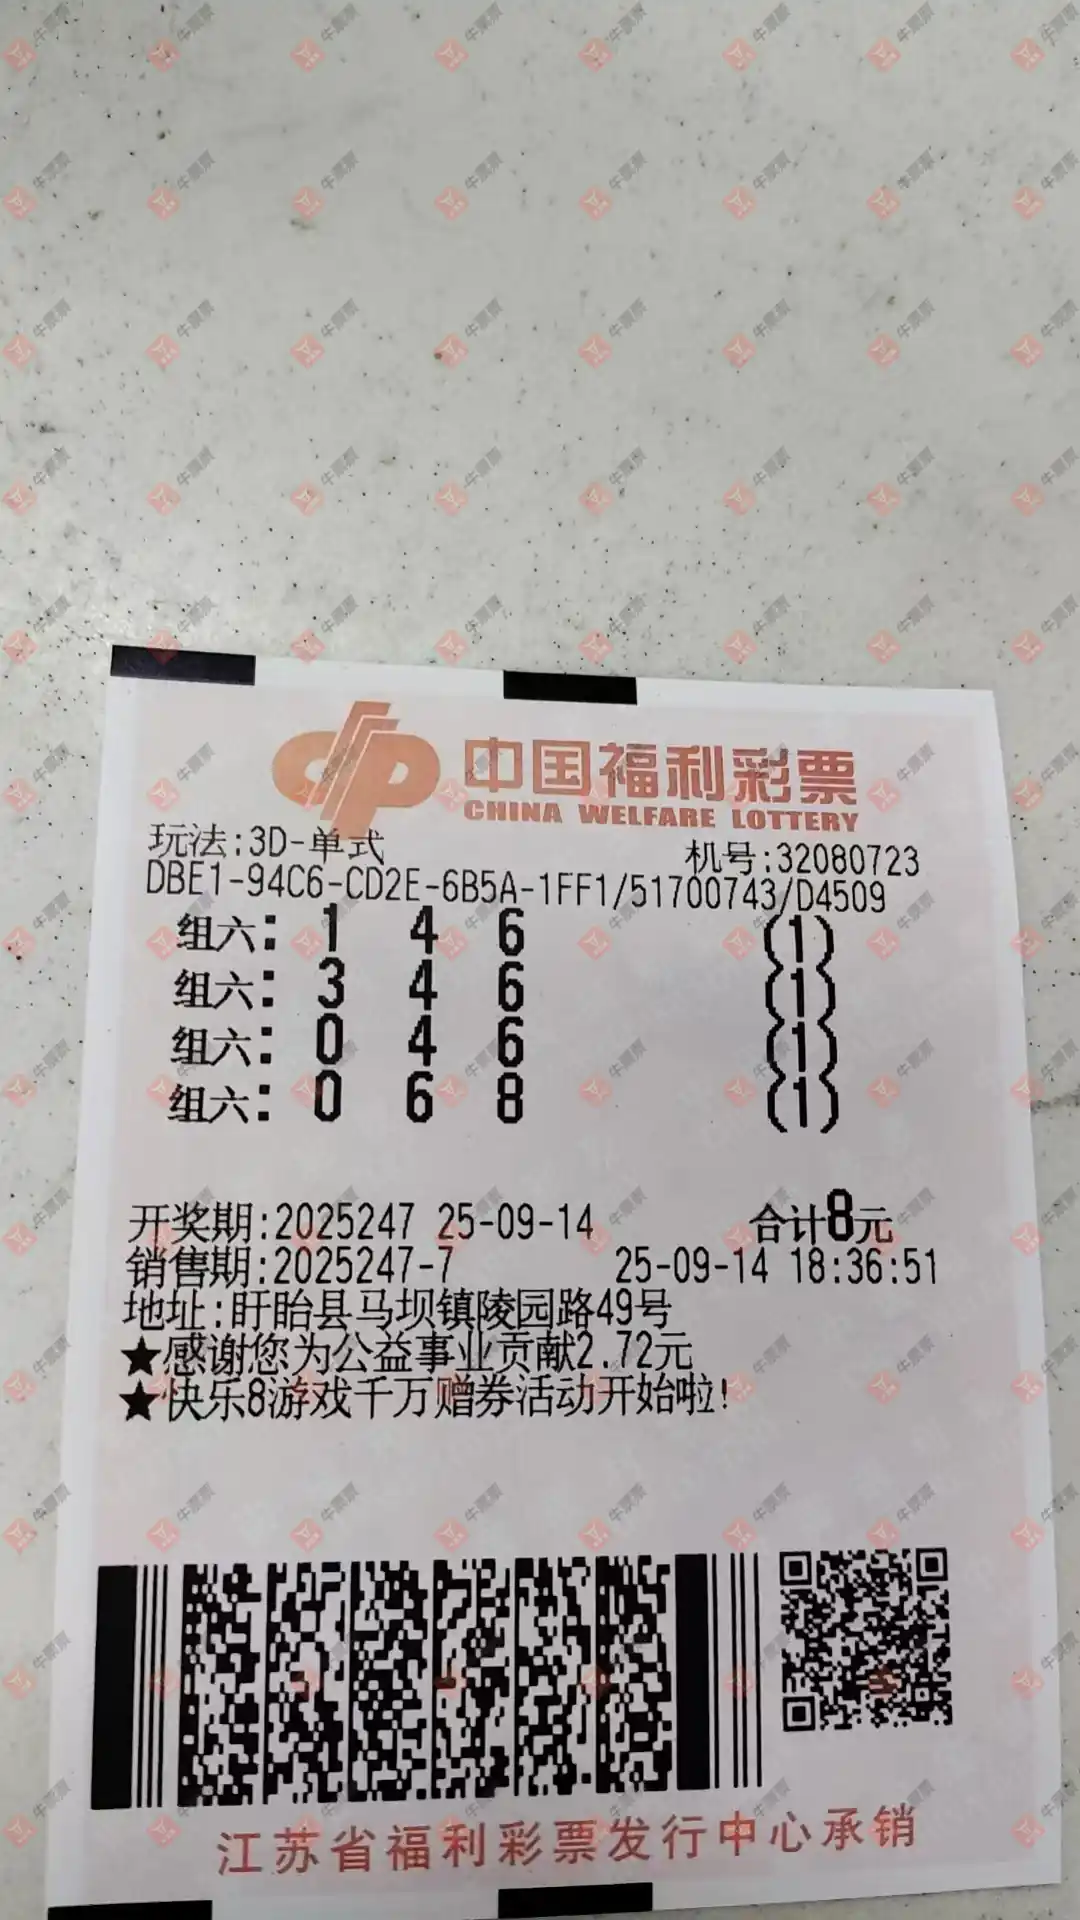 中国福利彩票
CHINA WELFARE LOTTERY
玩法:3D-单式 机号:32080723
DBE1-94C6-CD2E-6B5A-1FF1/51700743/D4509
组六: 1 4 6 (1)
组六: 3 4 6 (1)
组六: 0 4 6 (1)
组六: 0 6 8 (1)
开奖期:2025247 25-09-14 合计8元
销售期:2025247-7 25-09-14 18:36:51
地址:盱眙县马坝镇陵园路49号
★感谢您为公益事业贡献2.72元
★快乐8游戏千万赠券活动开始啦!
江苏省福利彩票发行中心承销
牛票票